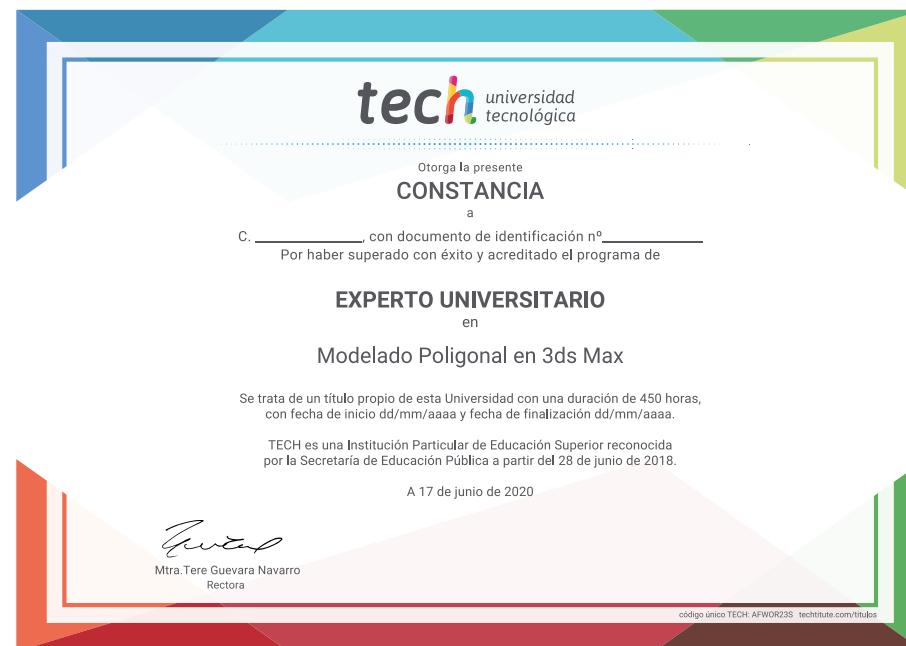 tech universidad
tecnológica
Otorga la presente
CONSTANCIA
a
C. ____________, con documento de identificación nº____________
Por haber superado con éxito y acreditado el programa de
EXPERTO UNIVERSITARIO
en
Modelado Poligonal en 3ds Max
Se trata de un título propio de esta Universidad con una duración de 450 horas,
con fecha de inicio dd/mm/aaaa y fecha de finalización dd/mm/aaaa.
TECH es una Institución Particular de Educación Superior reconocida
por la Secretaría de Educación Pública a partir del 28 de junio de 2018.
A 17 de junio de 2020
Mtra.Tere Guevara Navarro
Rectora
código único TECH: AFWOR23S techtitute.com/titulos